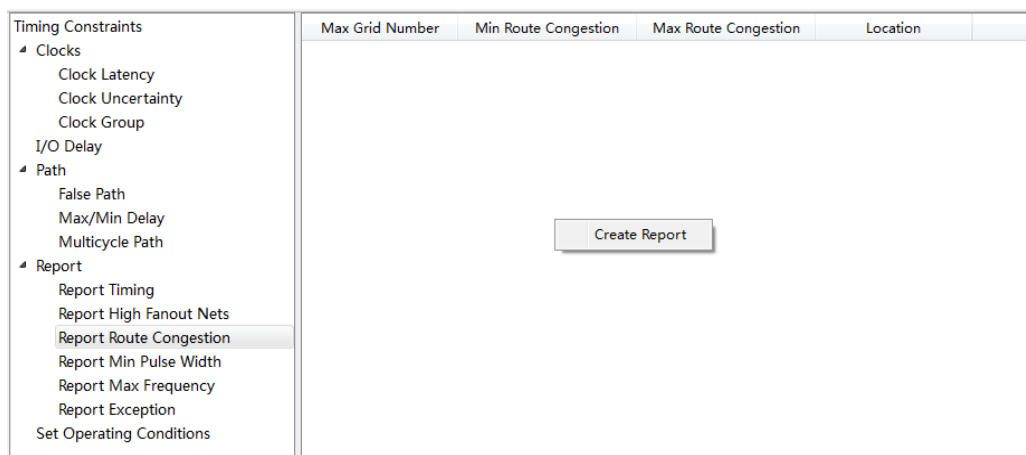 Timing Constraints
Clocks
Clock Latency
Clock Uncertainty
Clock Group
I/O Delay
Path
False Path
Max/Min Delay
Multicycle Path
Report
Report Timing
Report High Fanout Nets
Report Route Congestion
Report Min Pulse Width
Report Max Frequency
Report Exception
Set Operating Conditions
Max Grid Number Min Route Congestion Max Route Congestion Location
Create Report